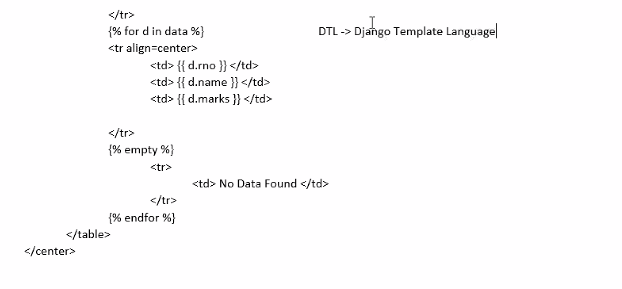 </tr>
{% for d in data %} DTL -> Django Template Language
<tr align=center>
<td> {{ d.rno }} </td>
<td> {{ d.name }} </td>
<td> {{ d.marks }} </td>
</tr>
{% empty %}
<tr>
<td> No Data Found </td>
</tr>
{% endfor %}
</table>
</center>